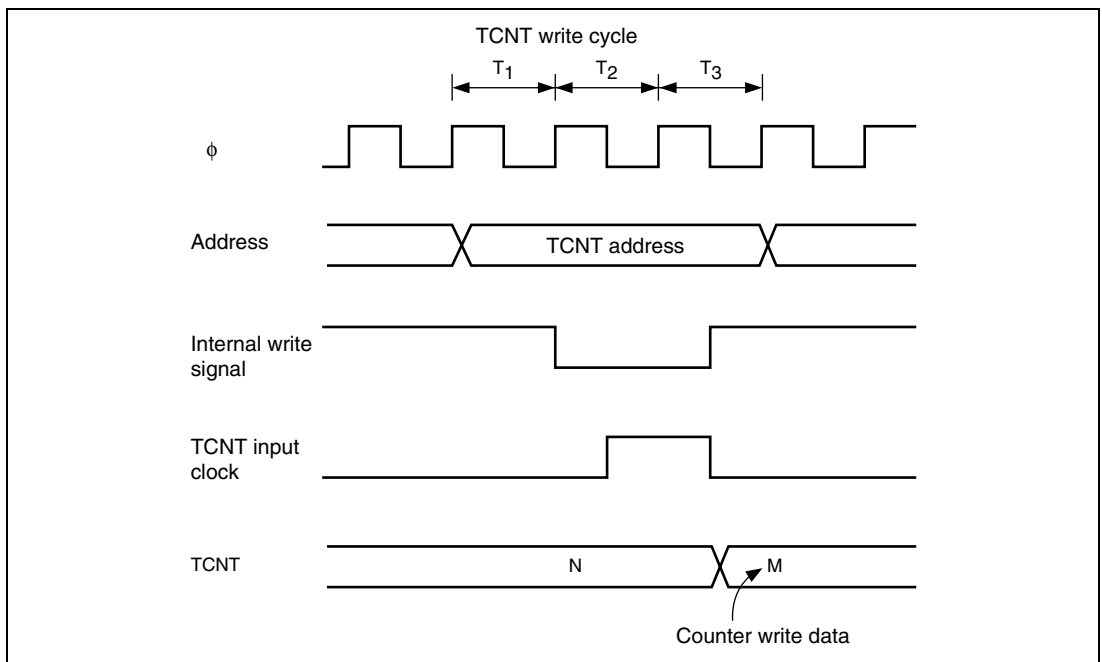 TCNT write cycle
T1 T2 T3
ϕ
Address
TCNT address
Internal write
signal
TCNT input
clock
TCNT
N
M
Counter write data